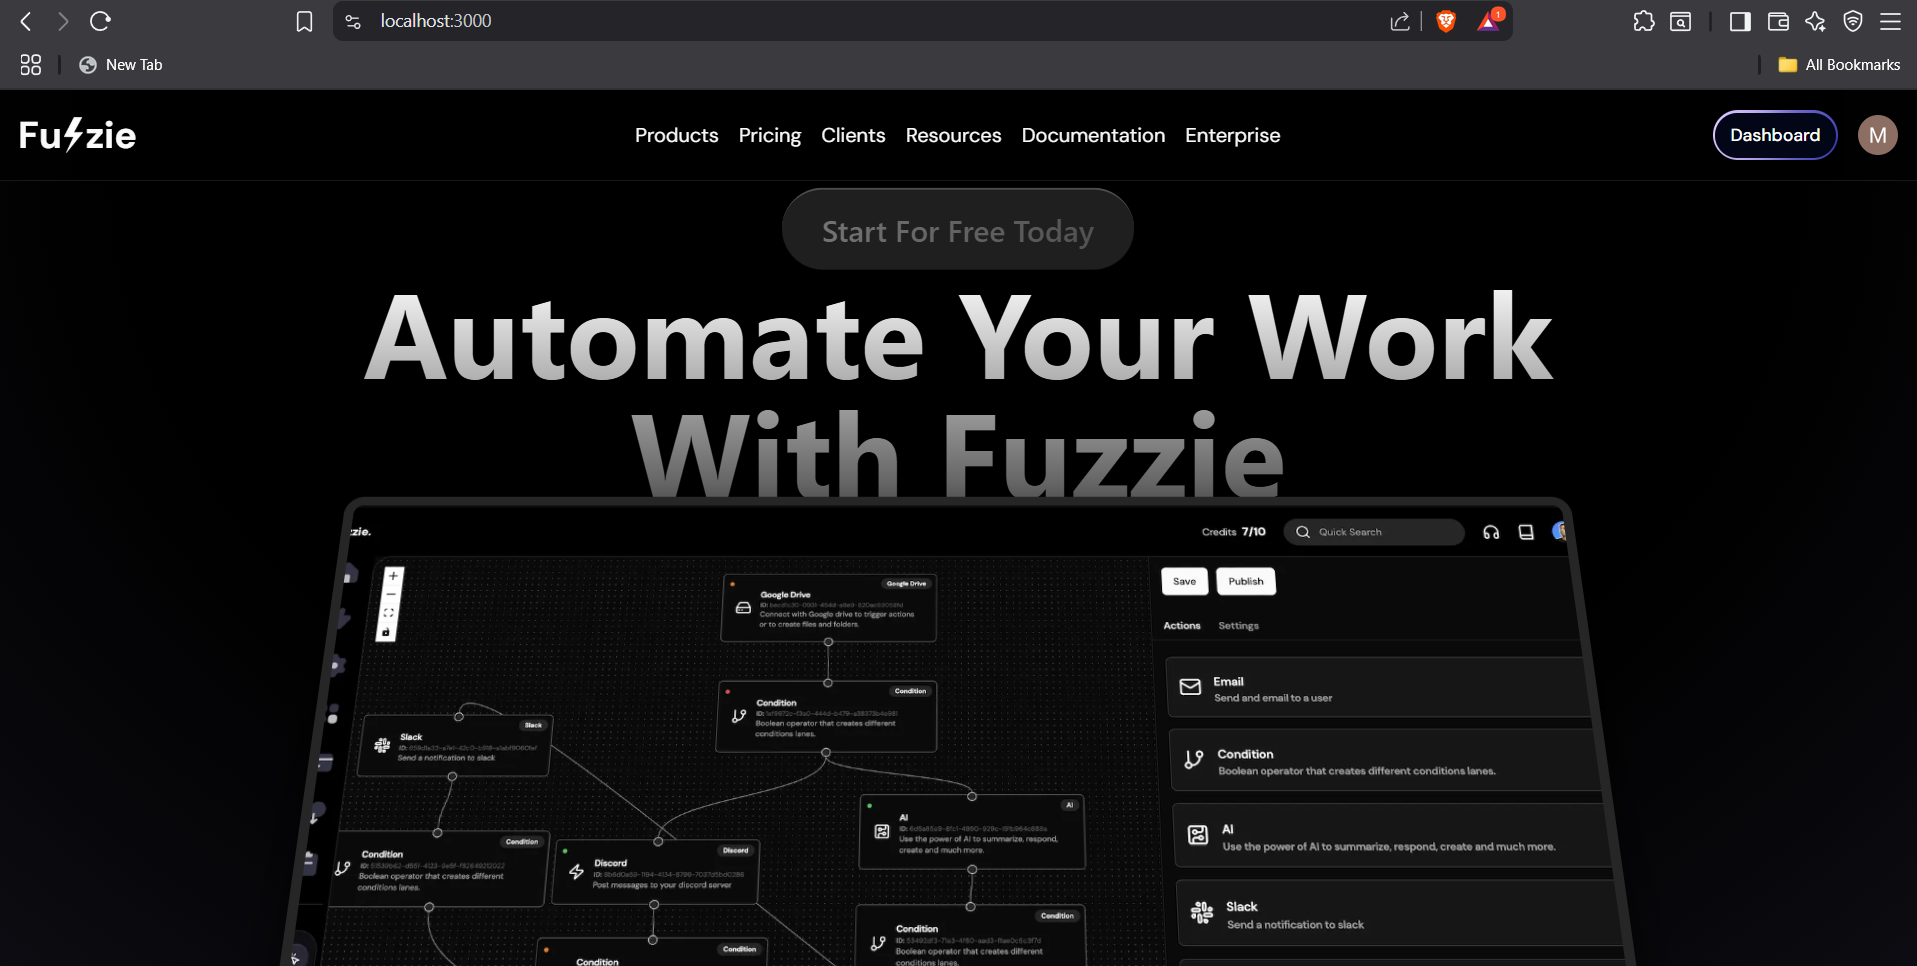 localhost:3000
1
New Tab
All Bookmarks
Fuzzie
Products Pricing Clients Resources Documentation Enterprise
Dashboard
M
Start For Free Today
Automate Your Work
With Fuzzie
zie.
Credits 7/10
Quick Search
Save
Publish
Actions Settings
Google Drive
Google Drive
Connect with Google drive to trigger actions
or to create files and folders.
Condition
Condition
Boolean operator that creates different
conditions lanes.
Slack
Slack
Send a notification to slack
Condition
Condition
Boolean operator that creates different
conditions lanes.
Discord
Discord
Post messages to your discord server
AI
AI
Use the power of AI to summarize, respond,
create and much more.
Condition
Condition
Boolean operator that creates different
conditions lanes.
Condition
Condition
Email
Send and email to a user
Condition
Boolean operator that creates different conditions lanes.
AI
Use the power of AI to summarize, respond, create and much more.
Slack
Send a notification to slack